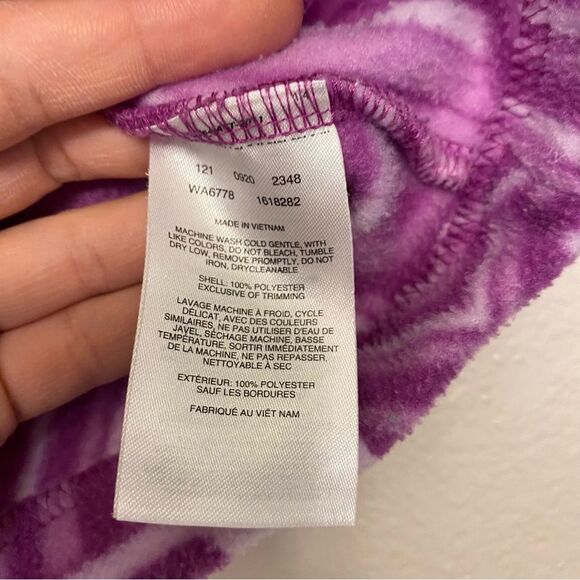 121 0920 2348
WA6778 1618282
MADE IN VIETNAM
MACHINE WASH COLD GENTLE, WITH
LIKE COLORS, DO NOT BLEACH, TUMBLE
DRY LOW, REMOVE PROMPTLY, DO NOT
IRON, DRYCLEANABLE
SHELL: 100% POLYESTER
EXCLUSIVE OF TRIMMING
LAVAGE MACHINE À FROID, CYCLE
DÉLICAT, AVEC DES COULEURS
SIMILAIRES, NE PAS UTILISER D'EAU DE
JAVEL, SÉCHAGE MACHINE, BASSE
TEMPÉRATURE. SORTIR IMMÉDIATEMENT
DE LA MACHINE, NE PAS REPASSER.
NETTOYABLE À SEC
EXTÉRIEUR: 100% POLYESTER
SAUF LES BORDURES
FABRIQUÉ AU VIÊT NAM